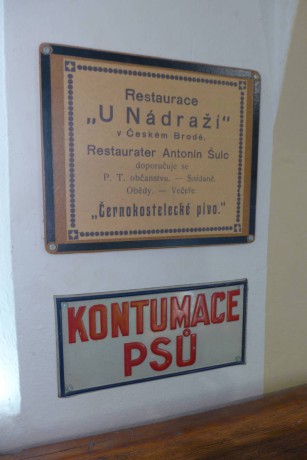 Restaurace
„U Nádraží“
v Českém Brodě.
Restaurater Antonín Šulc
doporučuje se
P. T. občanstvu. — Snídaně.
Obědy. — Večeře.
„Černokostelecké pivo.“
KONTUMACE
PSŮ